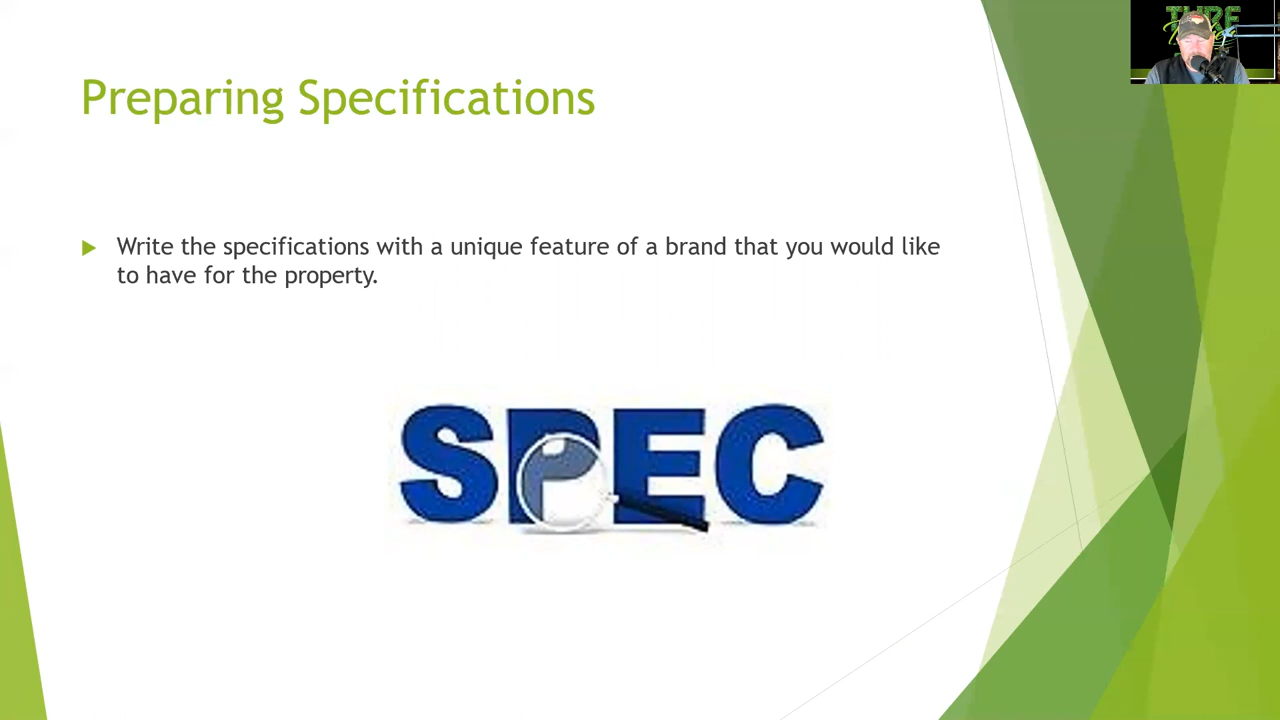 TURF
Preparing Specifications
Write the specifications with a unique feature of a brand that you would like
to have for the property.
SPEC